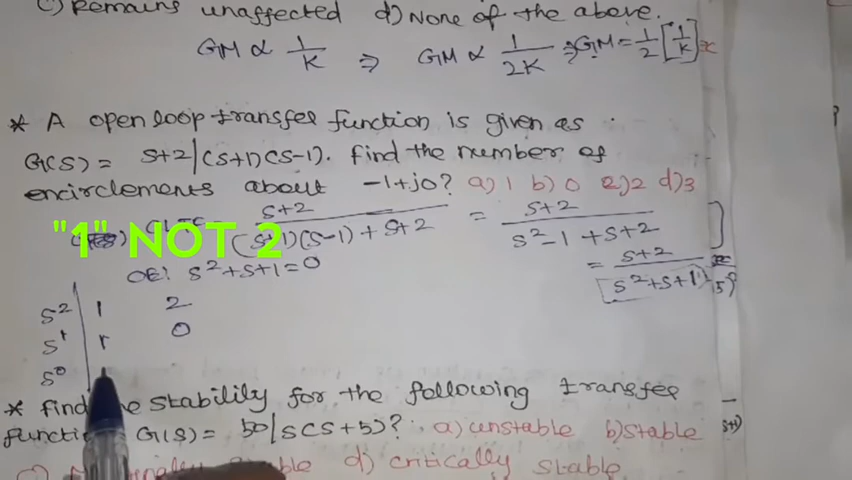 c) Remains unaffected d) None of the above.
GM ∝ 1/K ⇒ GM ∝ 1/2K ⇒ GM = 1/2 [1/K] x
* A open loop transfer function is given as
G(S) = S+2|(S+1)(S-1). Find the number of
encirclements about -1+j0? a) 1 b) 0 c) 2 d) 3
S+2/(S+1)(S-1)+S+2 = S+2/S²-1+S+2
"1" NOT 2
= S+2/S²+S+1
CE: S²+S+1=0
S² | 1 2
S¹ | 1 0
S⁰ |
* Find the stability for the following transfer
function G(S) = 50|S(S+5)? a) unstable b) stable
d) critically stable